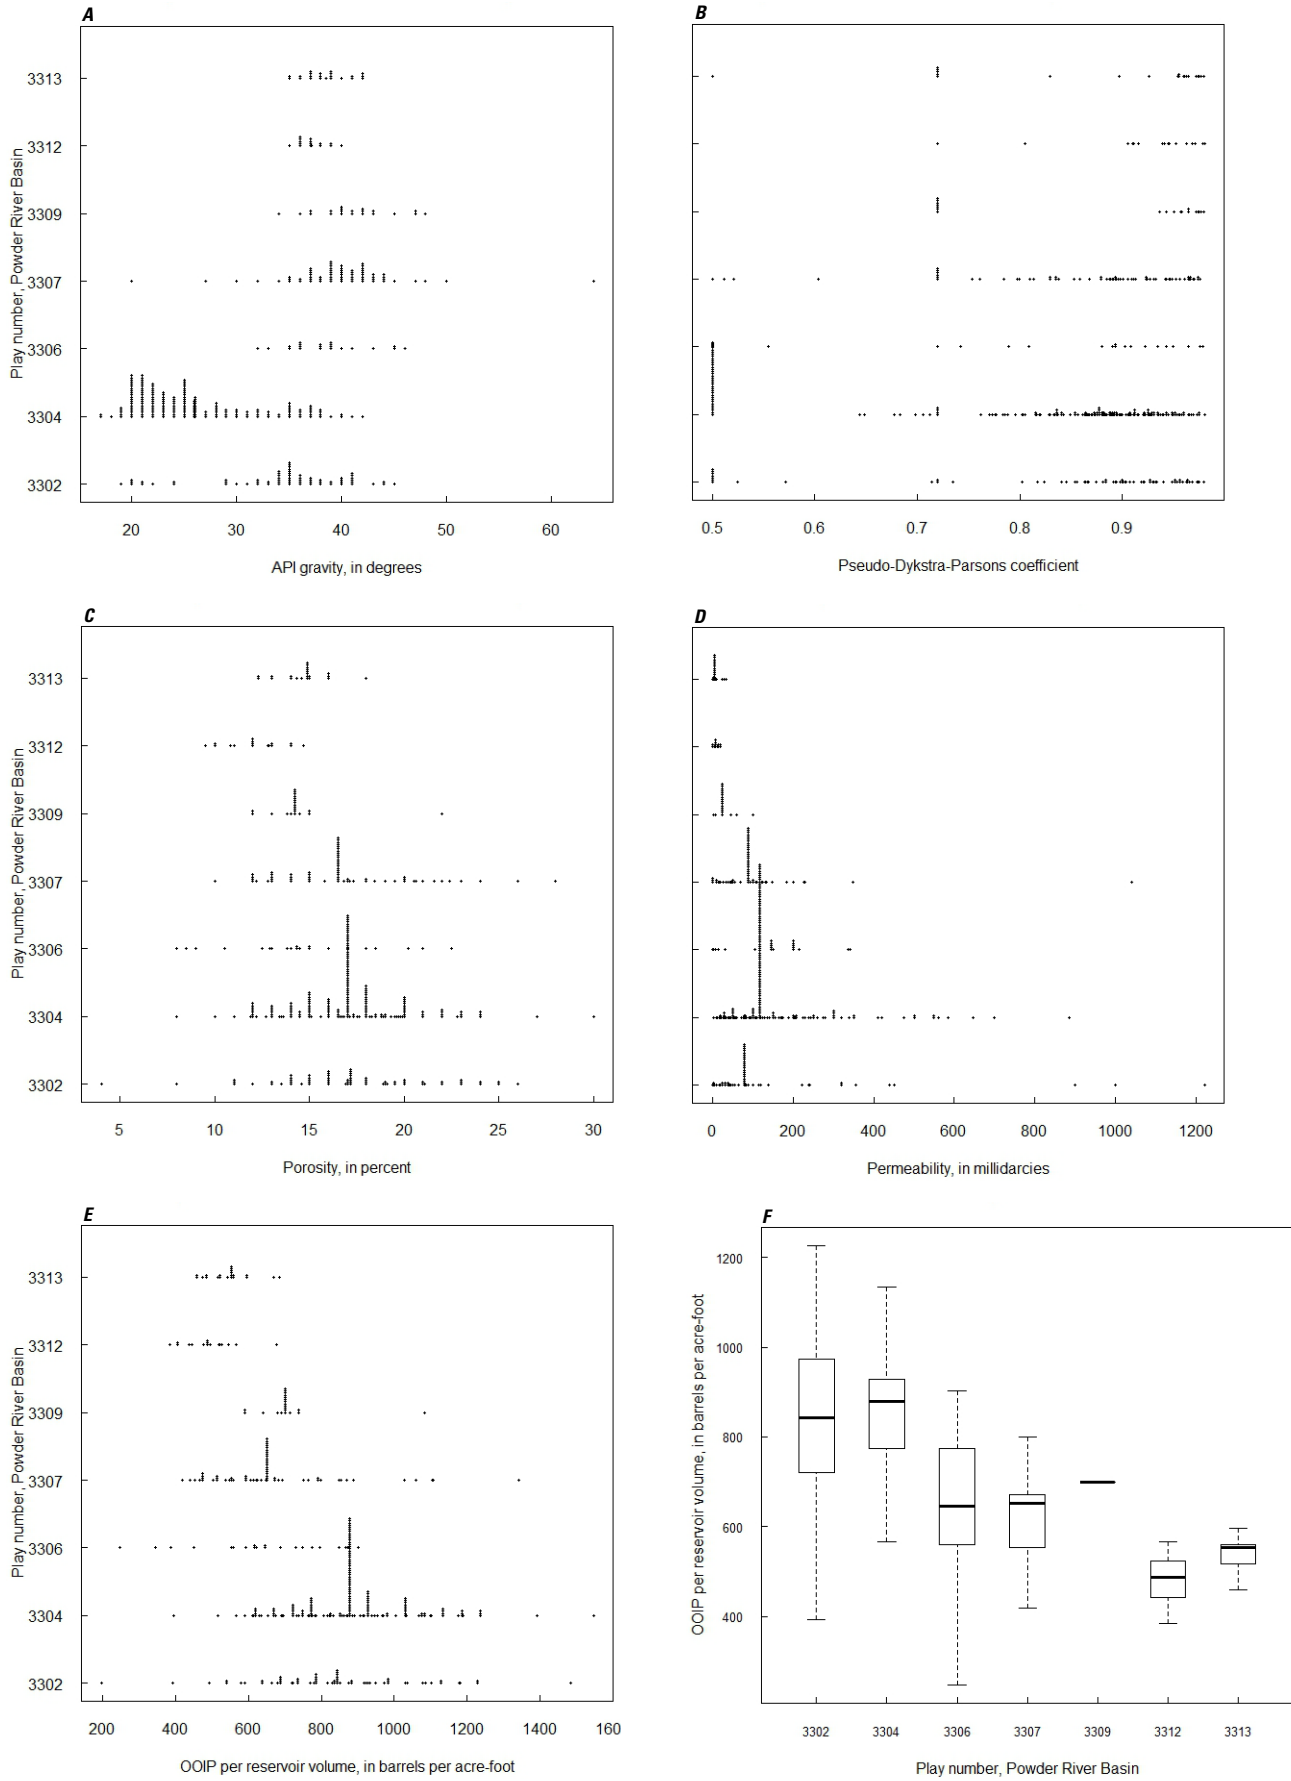 A
Play number, Powder River Basin
3313
3312
3309
3307
3306
3304
3302
20 30 40 50 60
API gravity, in degrees
B
0.5 0.6 0.7 0.8 0.9
Pseudo-Dykstra-Parsons coefficient
C
Play number, Powder River Basin
3313
3312
3309
3307
3306
3304
3302
5 10 15 20 25 30
Porosity, in percent
D
0 200 400 600 800 1000 1200
Permeability, in millidarcies
E
Play number, Powder River Basin
3313
3312
3309
3307
3306
3304
3302
200 400 600 800 1000 1200 1400 160
OOIP per reservoir volume, in barrels per acre-foot
F
OOIP per reservoir volume, in barrels per acre-foot
1200
1000
800
600
400
3302 3304 3306 3307 3309 3312 3313
Play number, Powder River Basin